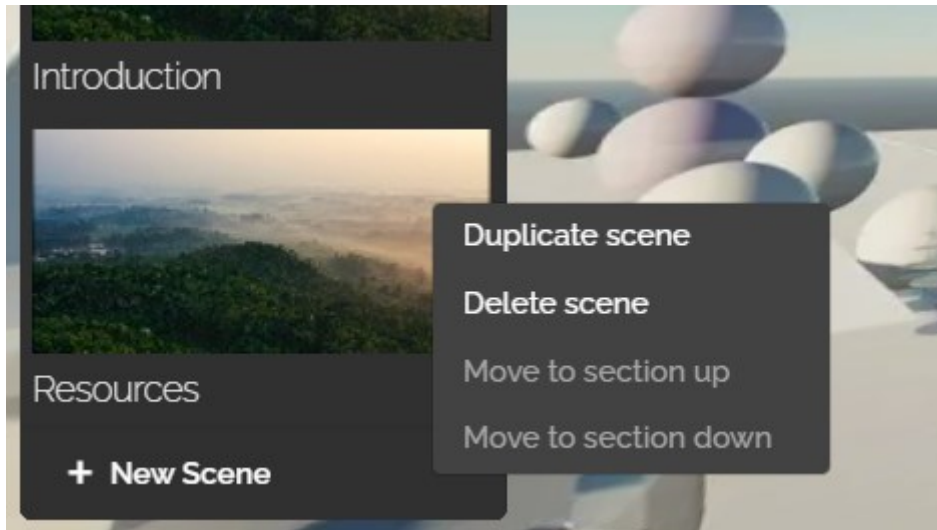 Introduction
Duplicate scene
Delete scene
Move to section up
Resources
Move to section down
+ New Scene